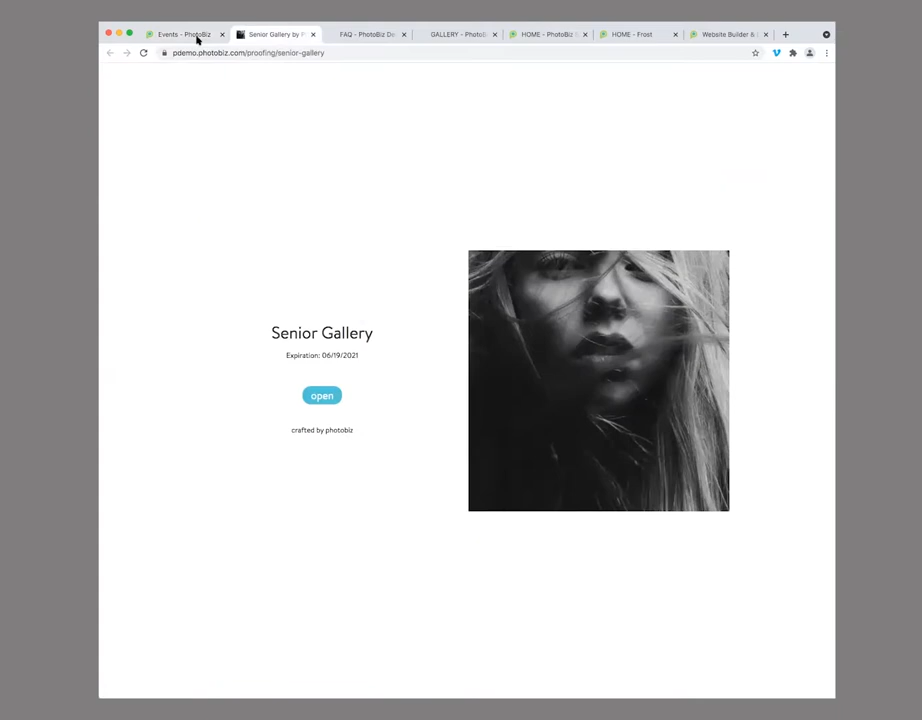 Events - PhotoBiz
Senior Gallery by P
FAQ - PhotoBiz De
GALLERY - PhotoB
HOME - PhotoBiz
HOME - Frost
Website Builder &
pdemo.photobiz.com/proofing/senior-gallery
Senior Gallery
Expiration: 06/19/2021
open
crafted by photobiz